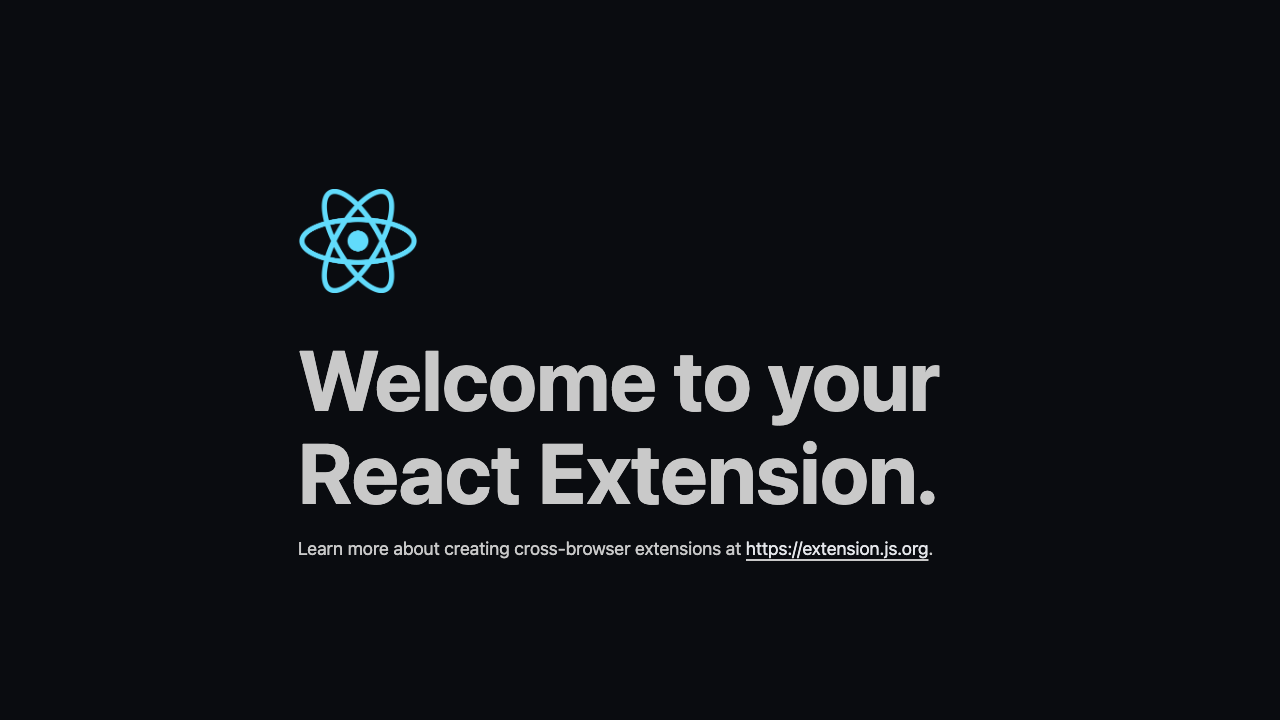 Welcome to your
React Extension.
Learn more about creating cross-browser extensions at https://extension.js.org.